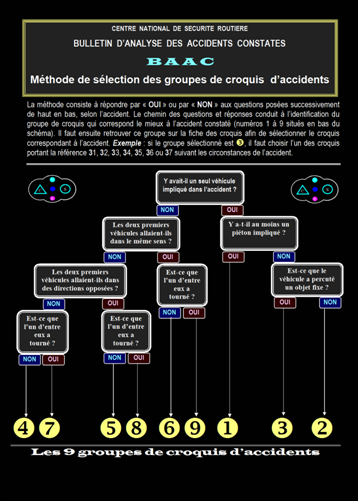 CENTRE NATIONAL DE SECURITE ROUTIERE
BULLETIN D'ANALYSE DES ACCIDENTS CONSTATES
BAAC
Méthode de sélection des groupes de croquis d'accidents
La méthode consiste à répondre par « OUI » ou par « NON » aux questions posées successivement
de haut en bas, selon l'accident. Le chemin des questions et réponses conduit à l'identification du
groupe de croquis qui correspond le mieux à l'accident constaté (numéros 1 à 9 situés en bas du
schéma). Il faut ensuite retrouver ce groupe sur la fiche des croquis afin de sélectionner le croquis
correspondant à l'accident. Exemple : si le groupe sélectionné est 3, il faut choisir l'un des croquis
portant la référence 31, 32, 33, 34, 35, 36 ou 37 suivant les circonstances de l'accident.
Y avait-il un seul véhicule
impliqué dans l'accident ?
NON OUI
Les deux premiers
véhicules allaient-ils
dans le même sens ?
NON OUI
Y a-t-il au moins un
piéton impliqué ?
OUI NON
Les deux premiers
véhicules allaient-ils dans
des directions opposées ?
NON OUI
Est-ce que
l'un d'entre
eux a
tourné ?
NON OUI
Est-ce que le
véhicule a percuté
un objet fixe ?
OUI NON
Est-ce que
l'un d'entre
eux a
tourné ?
NON OUI
Est-ce que
l'un d'entre
eux a
tourné ?
NON OUI
4 7 5 8 6 9 1 3 2
Les 9 groupes de croquis d'accidents